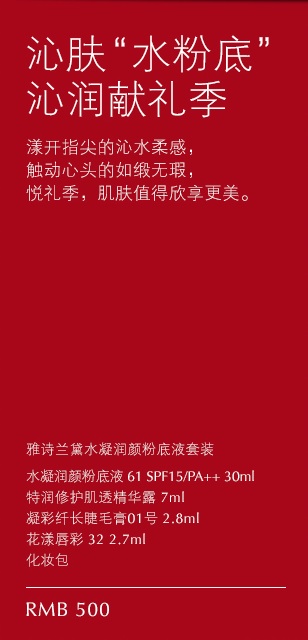 沁肤“水粉底”
沁润献礼季
漾开指尖的沁水柔感，
触动心头的如缎无瑕，
悦礼季，肌肤值得欣享更美。
雅诗兰黛水凝润颜粉底液套装
水凝润颜粉底液 61 SPF15/PA++ 30ml
特润修护肌透精华露 7ml
凝彩纤长睫毛膏01号 2.8ml
花漾唇彩 32 2.7ml
化妆包
RMB 500